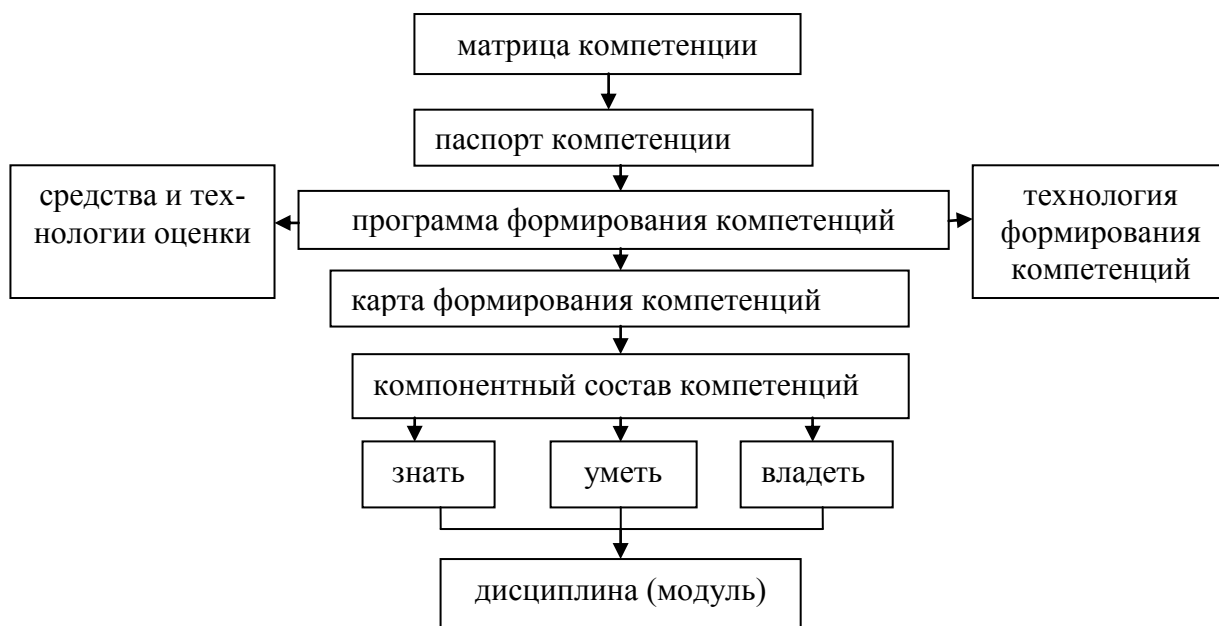 матрица компетенции
паспорт компетенции
средства и тех-
нологии оценки
программа формирования компетенций
технология
формирования
компетенций
карта формирования компетенций
компонентный состав компетенций
знать
уметь
владеть
дисциплина (модуль)